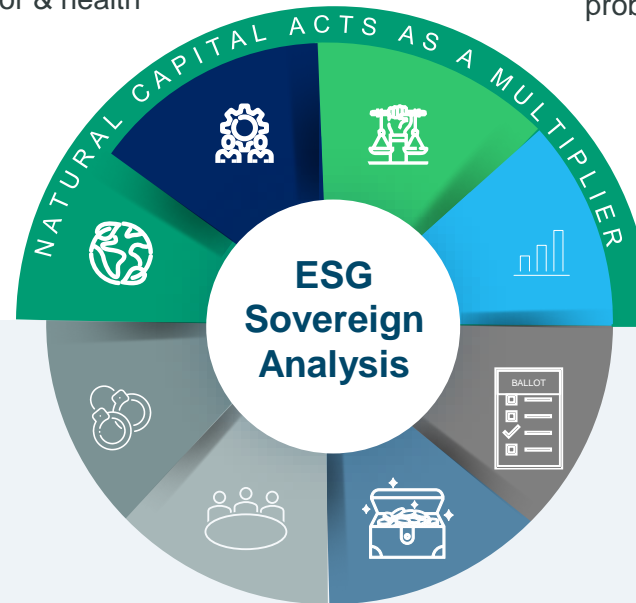 or & health
prob
NATURAL CAPITAL ACTS AS A MULTIPLIER
ESG
Sovereign
Analysis
BALLOT